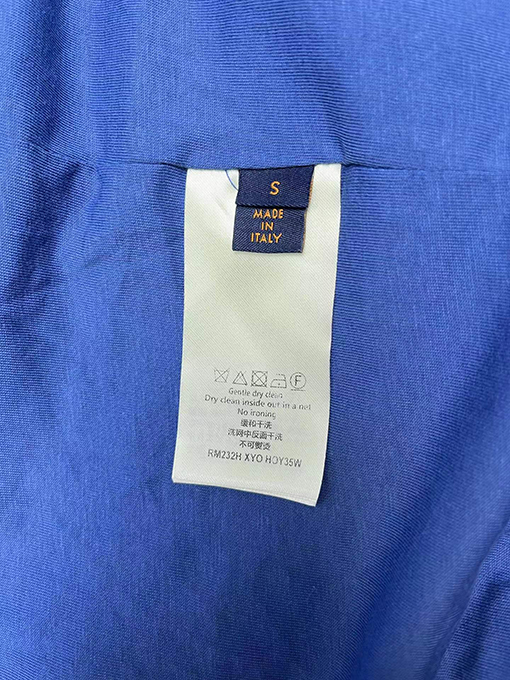 S
MADE
IN
ITALY
F
Gentle dry clean
Dry clean inside out in a net
No ironing
缓和干洗
洗网中反面干洗
不可熨烫
RM232H XYO HOY35W